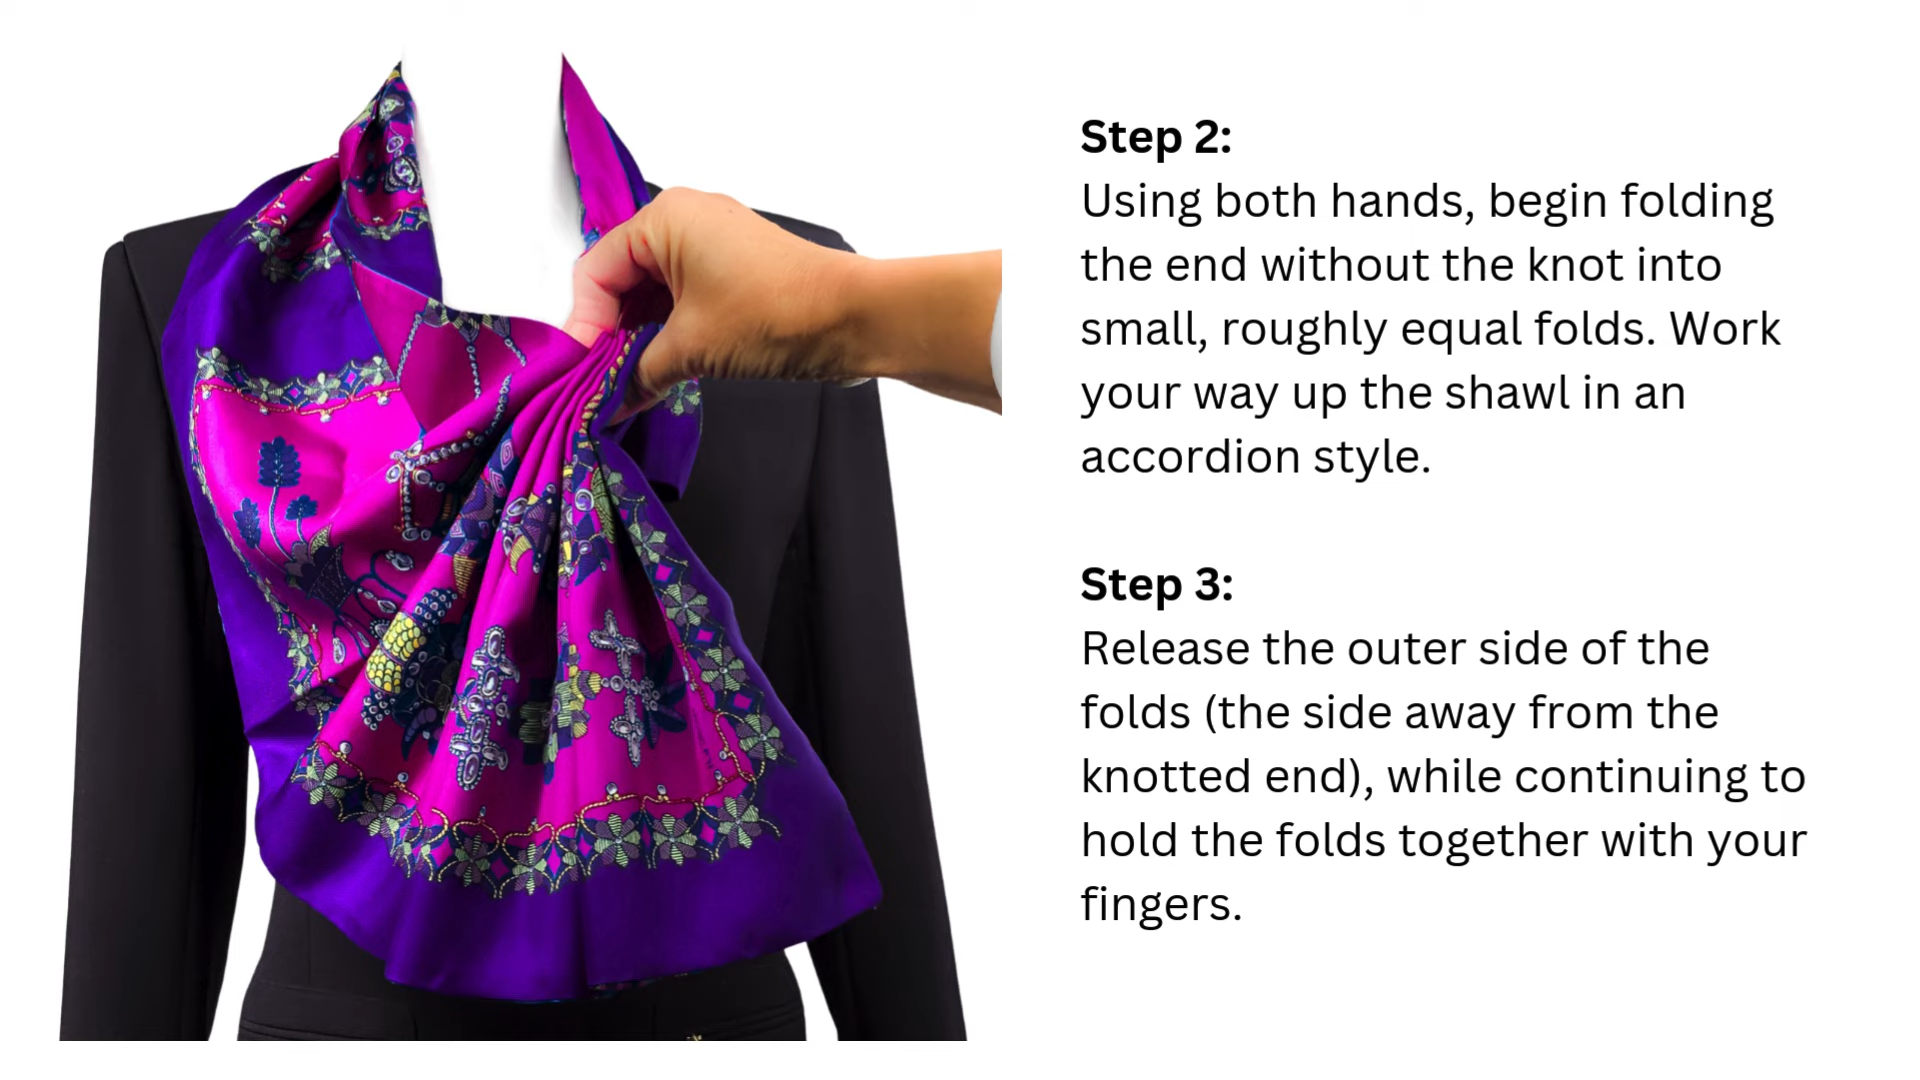 Step 2:
Using both hands, begin folding
the end without the knot into
small, roughly equal folds. Work
your way up the shawl in an
accordion style.
Step 3:
Release the outer side of the
folds (the side away from the
knotted end), while continuing to
hold the folds together with your
fingers.